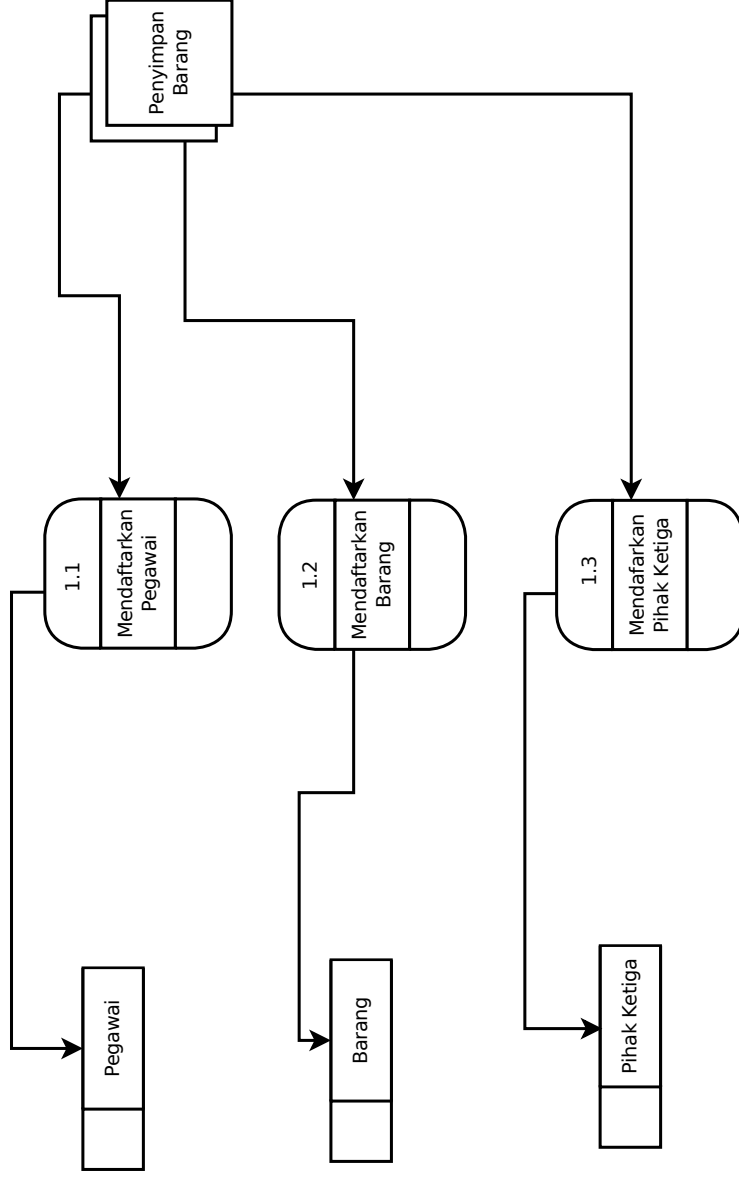 Penyimpan
Barang
1.1
Mendaftarkan
Pegawai
1.2
Mendaftarkan
Barang
1.3
Mendafarkan
Pihak Ketiga
Pegawai
Barang
Pihak Ketiga